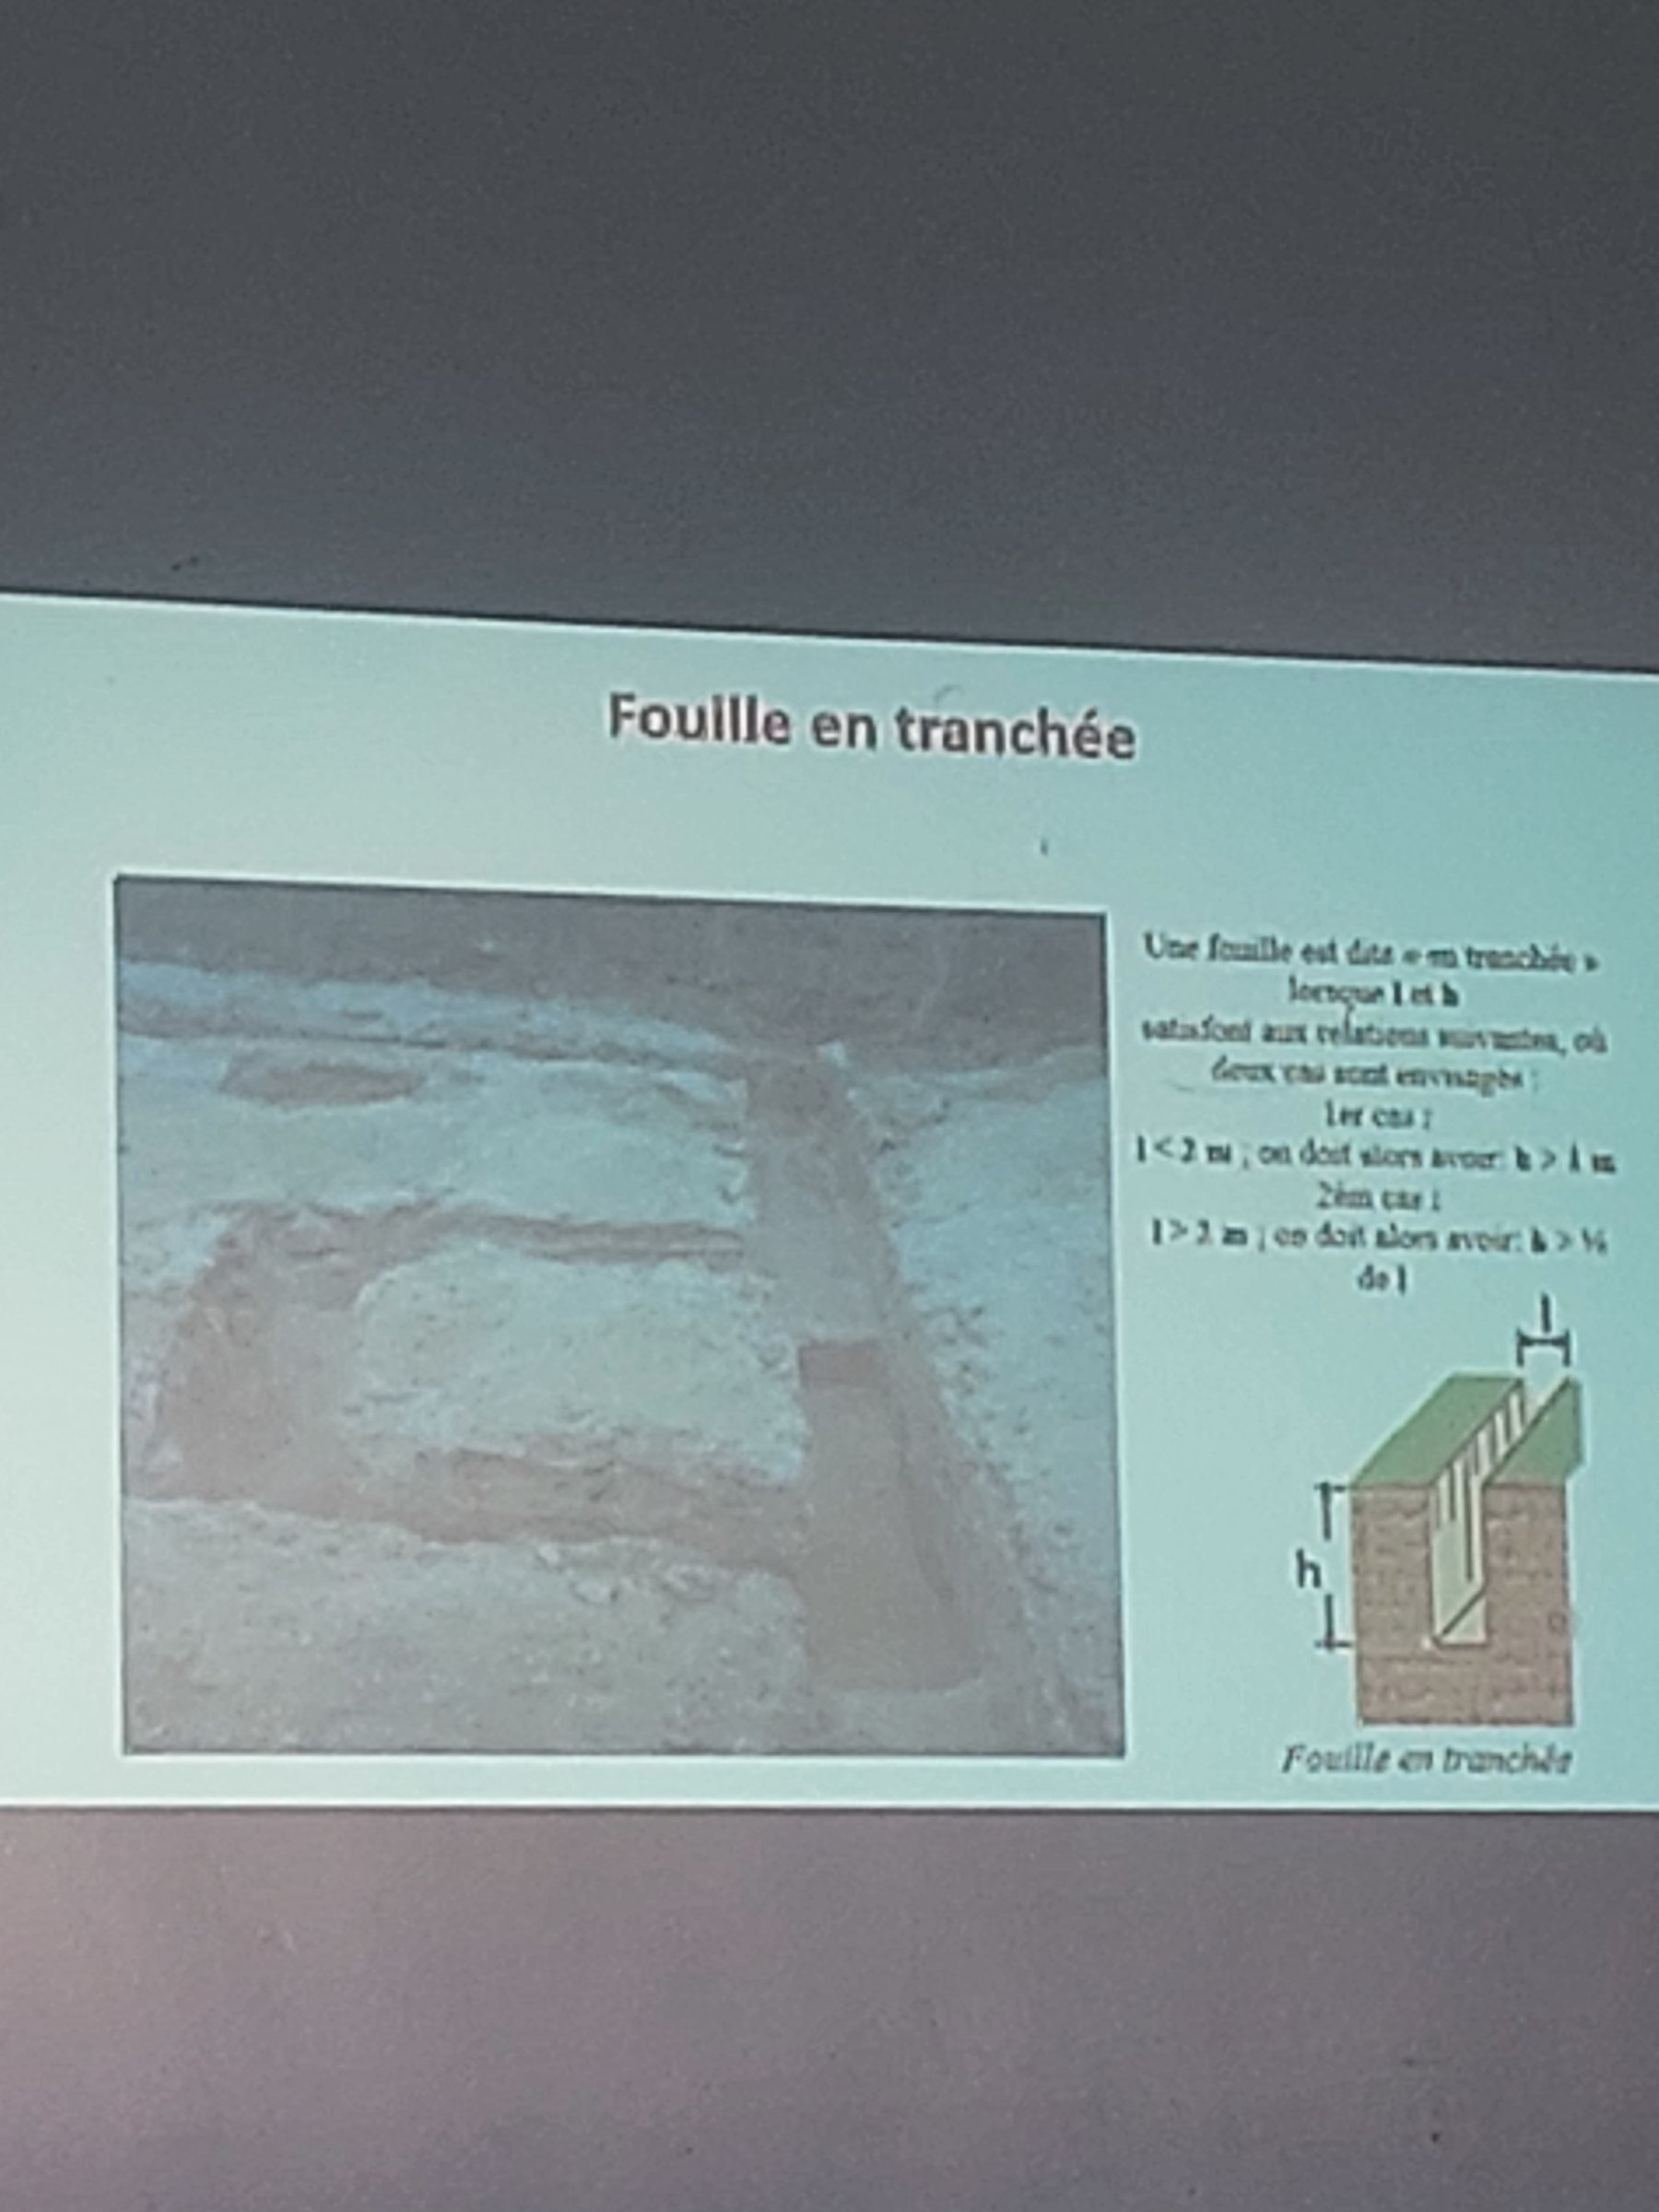 Fouille en tranchée
Une fouille est dite « en tranchée »
lorsque l et h
satisfont aux relations suivantes, où
deux cas sont envisagés :
1er cas :
l < 2 m ; on doit alors avoir: h > 1 m
2èm cas :
l > 2 m ; on doit alors avoir: h > ½
de l
l
h
Fouille en tranchée